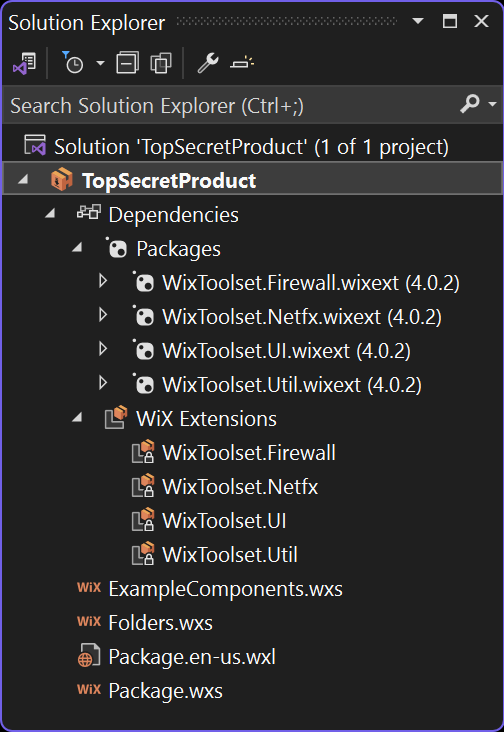 Solution Explorer
Search Solution Explorer (Ctrl+;)
Solution 'TopSecretProduct' (1 of 1 project)
TopSecretProduct
Dependencies
Packages
WixToolset.Firewall.wixext (4.0.2)
WixToolset.Netfx.wixext (4.0.2)
WixToolset.UI.wixext (4.0.2)
WixToolset.Util.wixext (4.0.2)
WiX Extensions
WixToolset.Firewall
WixToolset.Netfx
WixToolset.UI
WixToolset.Util
WiX ExampleComponents.wxs
WiX Folders.wxs
Package.en-us.wxl
WiX Package.wxs